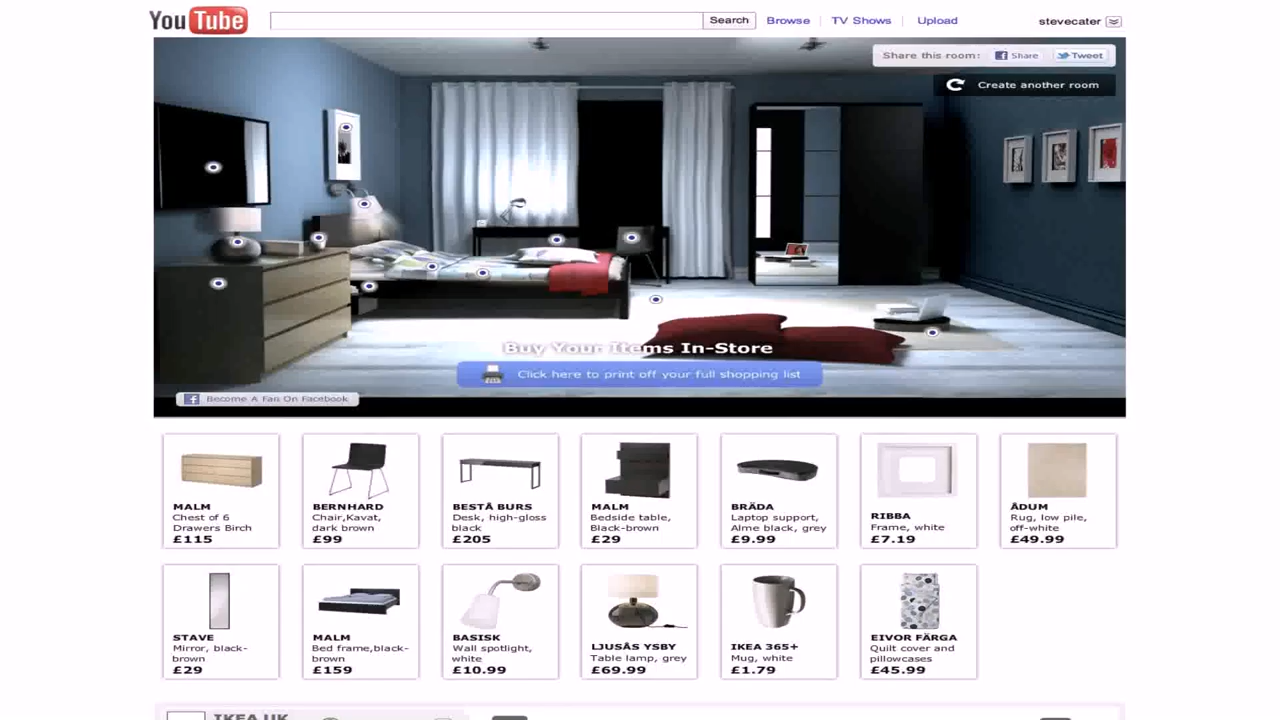 YouTube
Search
Browse
TV Shows
Upload
stevecater
Share this room:
Share
Tweet
Create another room
Buy Your Items In-Store
Click here to print off your full shopping list
Become A Fan On Facebook
MALM
Chest of 6
Drawers Birch
£115
BERNHARD
Chair,Kavat,
dark brown
£99
BESTÅ BURS
Desk, high-gloss
black
£205
MALM
Bedside table,
Black-brown
£29
BRÄDA
Laptop support,
Alme black, grey
£9.99
RIBBA
Frame, white
£7.19
ÅDUM
Rug, low pile,
off-white
£49.99
STAVE
Mirror, black-
brown
£29
MALM
Bed frame,black-
brown
£159
BASISK
Wall spotlight,
white
£10.99
LJUSÅS YSBY
Table lamp, grey
£69.99
IKEA 365+
Mug, white
£1.79
EIVOR FÄRGA
Quilt cover and
pillowcases
£45.99
IKEA UK